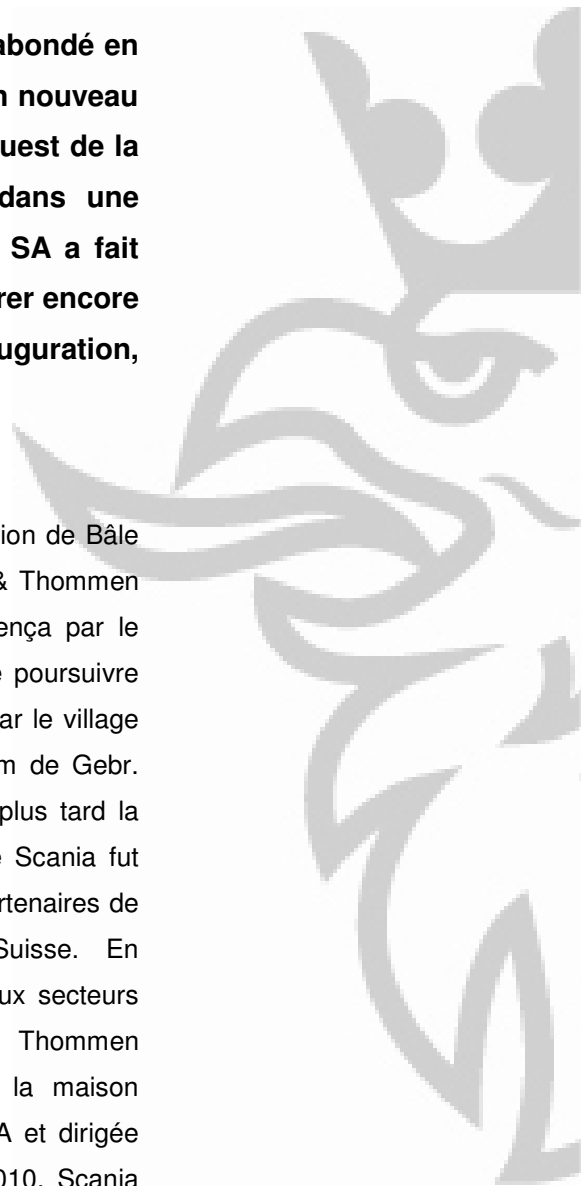 abondé en
nouveau
uest de la
dans une
SA a fait
rer encore
uguration,
ion de Bâle
& Thommen
ença par le
poursuivre
ar le village
m de Gebr.
plus tard la
Scania fut
rtenaires de
Suisse. En
ux secteurs
Thommen
la maison
A et dirigée
010, Scania